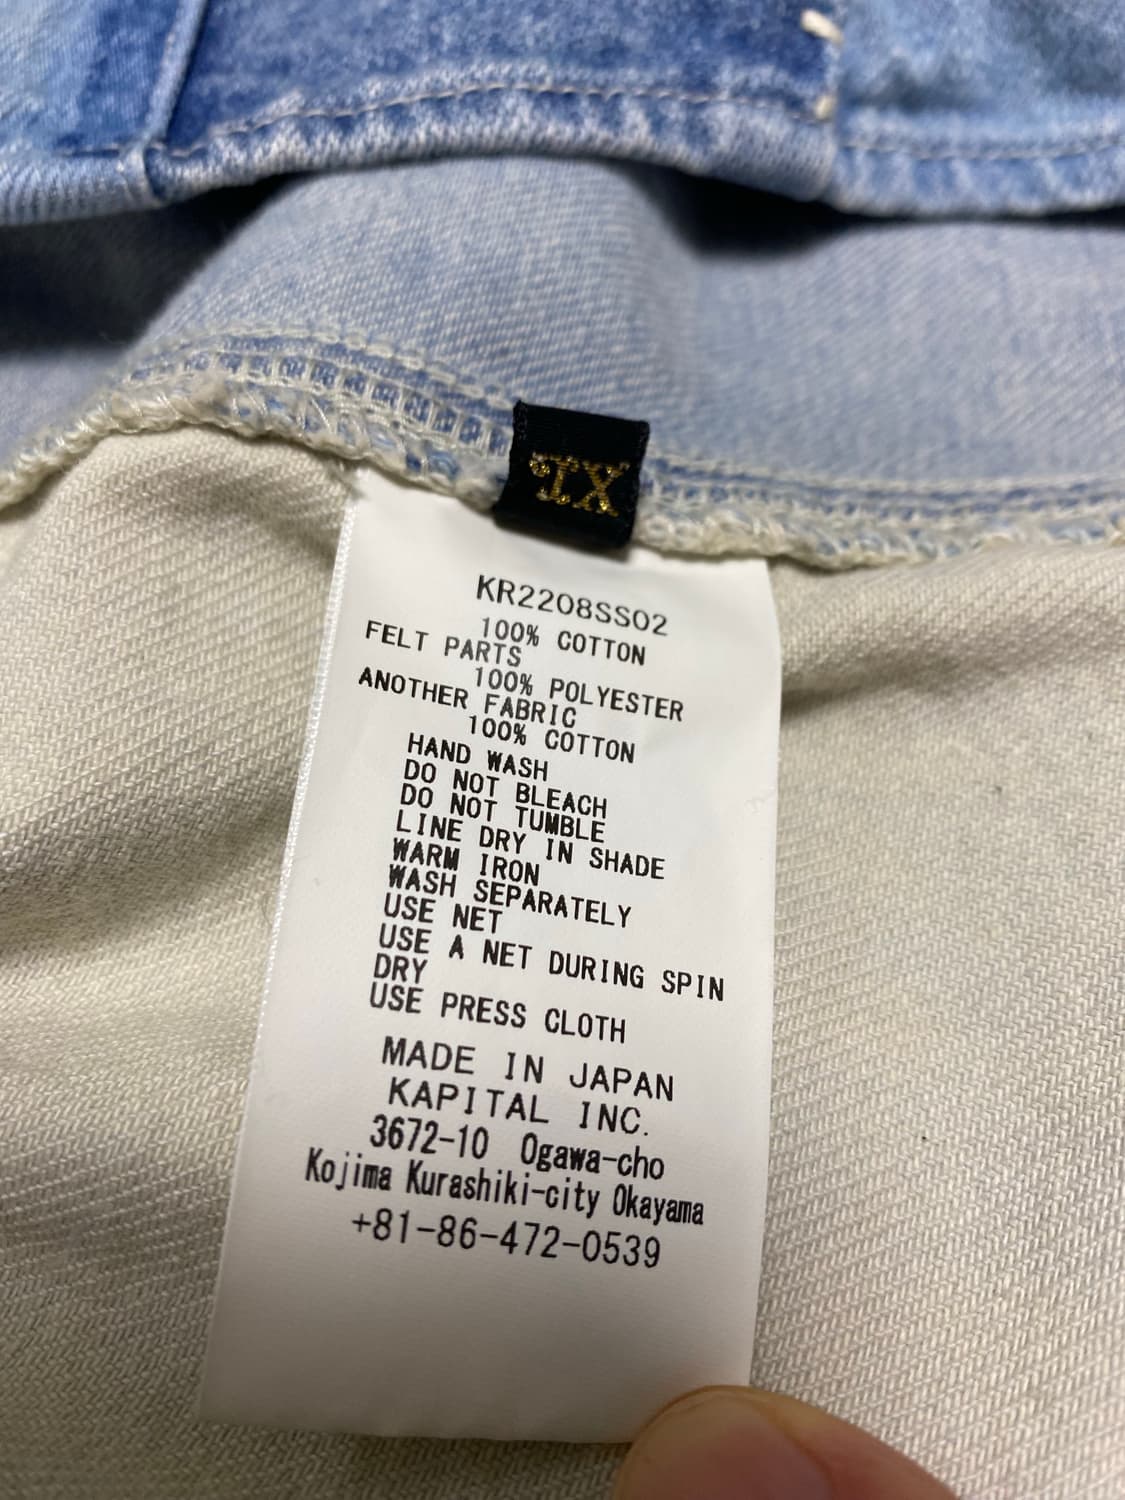 XL
KR2208SS02
100% COTTON
FELT PARTS
100% POLYESTER
ANOTHER FABRIC
100% COTTON
HAND WASH
DO NOT BLEACH
DO NOT TUMBLE
LINE DRY IN SHADE
WARM IRON
WASH SEPARATELY
USE NET
USE A NET DURING SPIN
DRY
USE PRESS CLOTH
MADE IN JAPAN
KAPITAL INC.
3672-10 Ogawa-cho
Kojima Kurashiki-city Okayama
+81-86-472-0539